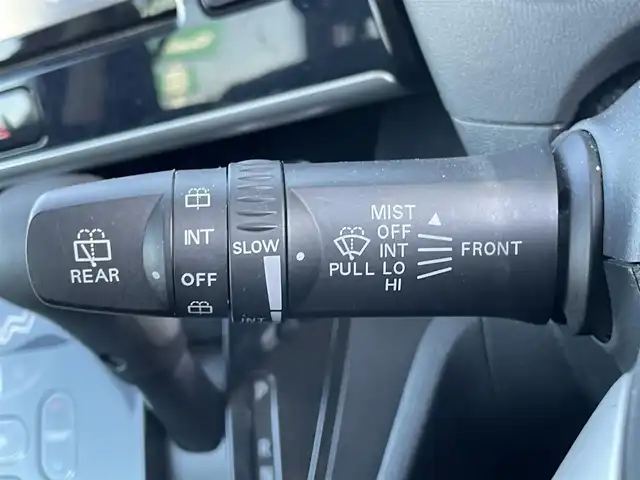 REAR
INT
OFF
SLOW
INT
PULL
MIST
OFF
INT
LO
HI
FRONT
P
R